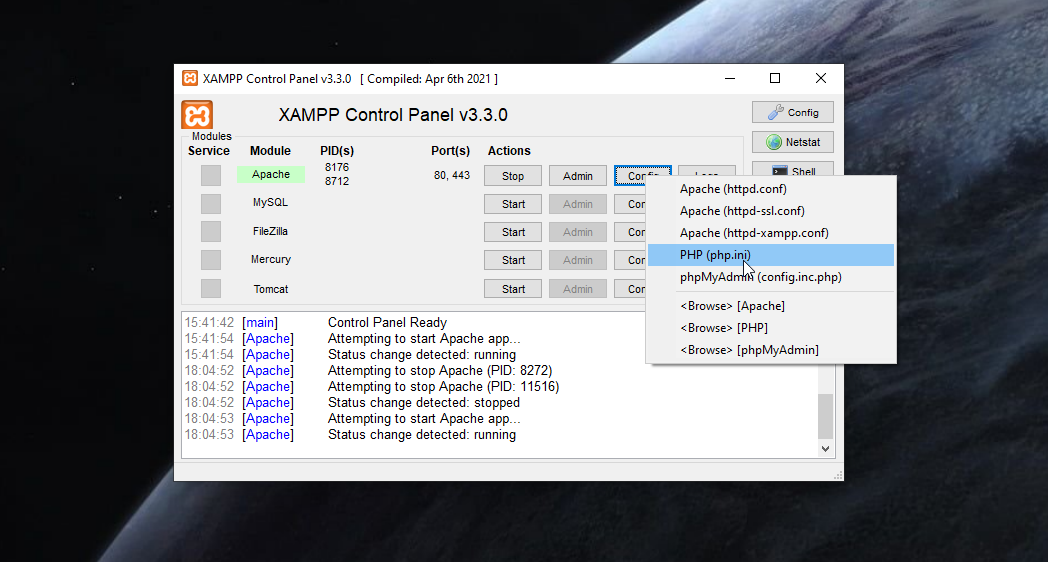 XAMPP Control Panel v3.3.0 [ Compiled: Apr 6th 2021 ]
XAMPP Control Panel v3.3.0
Config
Modules
Service Module PID(s) Port(s) Actions
Netstat
Apache 8176 8712 80, 443 Stop Admin Config Logs
Shell
MySQL Start Admin
FileZilla Start Admin
Mercury Start Admin
Tomcat Start Admin
Apache (httpd.conf)
Apache (httpd-ssl.conf)
Apache (httpd-xampp.conf)
PHP (php.ini)
phpMyAdmin (config.inc.php)
<Browse> [Apache]
<Browse> [PHP]
<Browse> [phpMyAdmin]
15:41:42 [main] Control Panel Ready
15:41:54 [Apache] Attempting to start Apache app...
15:41:54 [Apache] Status change detected: running
18:04:52 [Apache] Attempting to stop Apache (PID: 8272)
18:04:52 [Apache] Attempting to stop Apache (PID: 11516)
18:04:52 [Apache] Status change detected: stopped
18:04:53 [Apache] Attempting to start Apache app...
18:04:53 [Apache] Status change detected: running